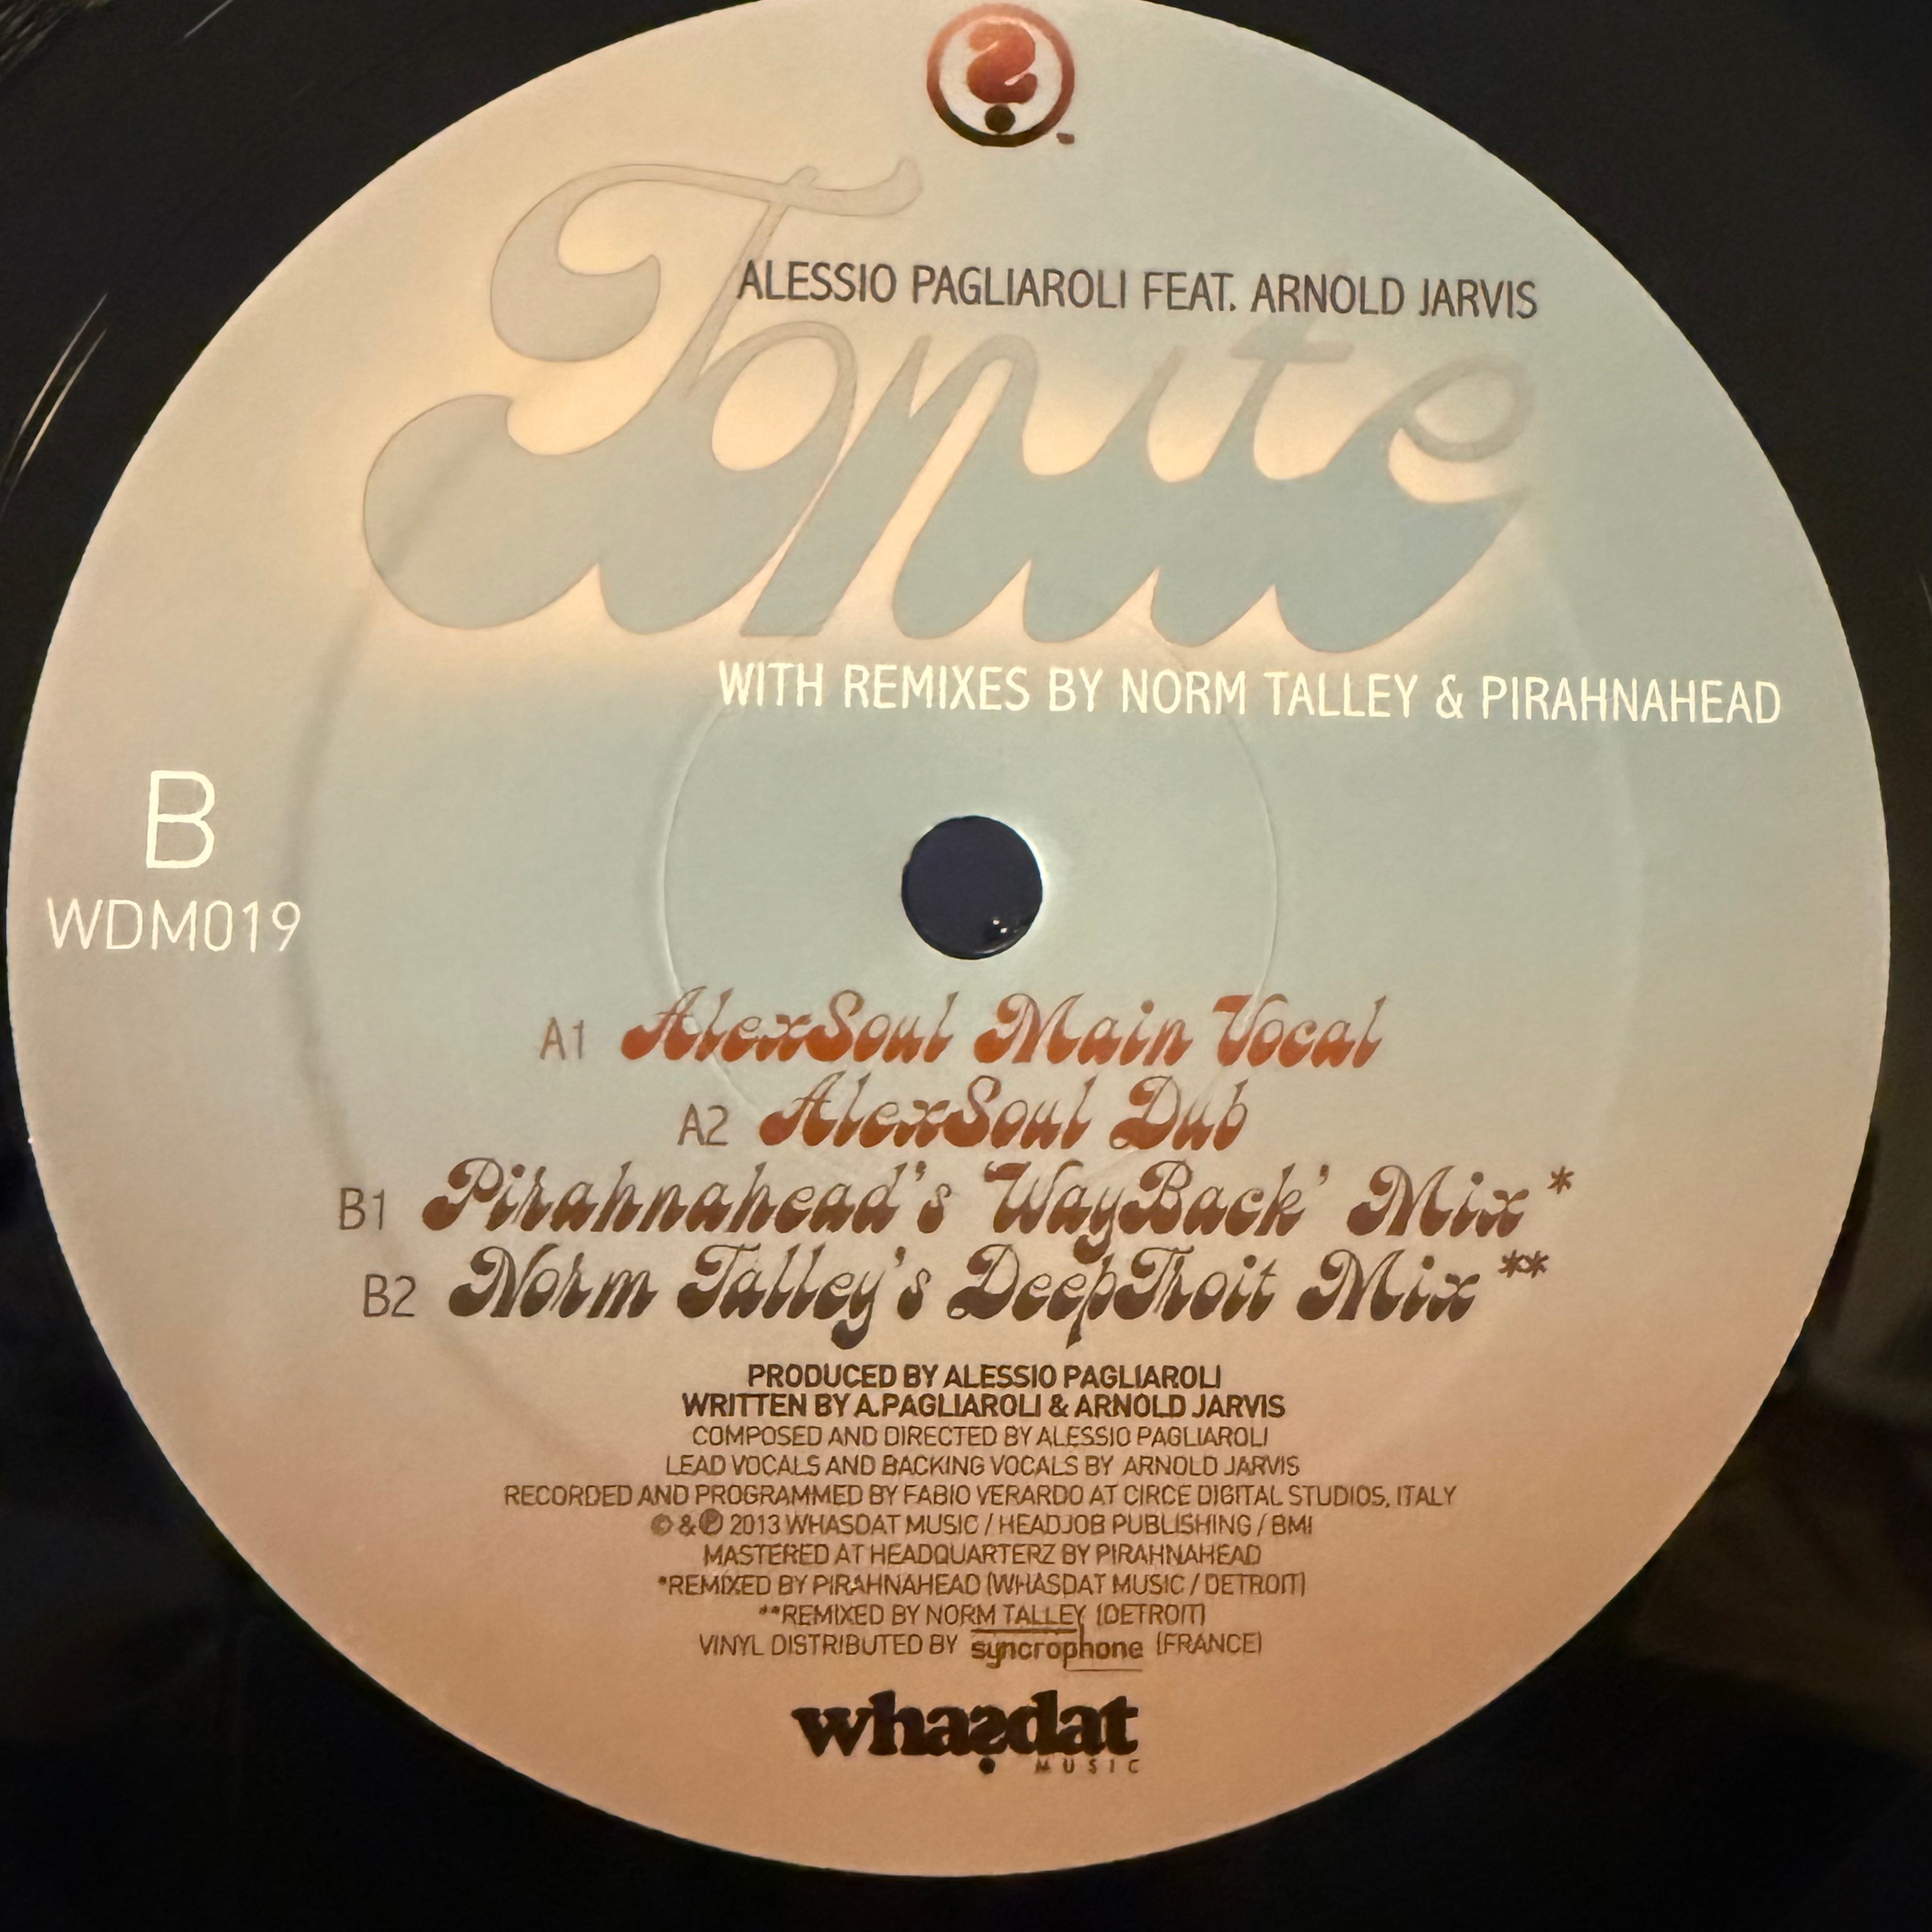 ALESSIO PAGLIAROLI FEAT. ARNOLD JARVIS
Tonite
WITH REMIXES BY NORM TALLEY & PIRAHNAHEAD
B
WDM019
A1 AlexSoul Main Vocal
A2 AlexSoul Dub
B1 Pirahnahead's 'WayBack' Mix*
B2 Norm Talley's DeepTroit Mix**
PRODUCED BY ALESSIO PAGLIAROLI
WRITTEN BY A.PAGLIAROLI & ARNOLD JARVIS
COMPOSED AND DIRECTED BY ALESSIO PAGLIAROLI
LEAD VOCALS AND BACKING VOCALS BY ARNOLD JARVIS
RECORDED AND PROGRAMMED BY FABIO VERARDO AT CIRCE DIGITAL STUDIOS, ITALY
© & ℗ 2013 WHASDAT MUSIC / HEADJOB PUBLISHING / BMI
MASTERED AT HEADQUARTERZ BY PIRAHNAHEAD
*REMIXED BY PIRAHNAHEAD (WHASDAT MUSIC / DETROIT)
**REMIXED BY NORM TALLEY (DETROIT)
VINYL DISTRIBUTED BY syncrophone (FRANCE)
whasdat
MUSIC